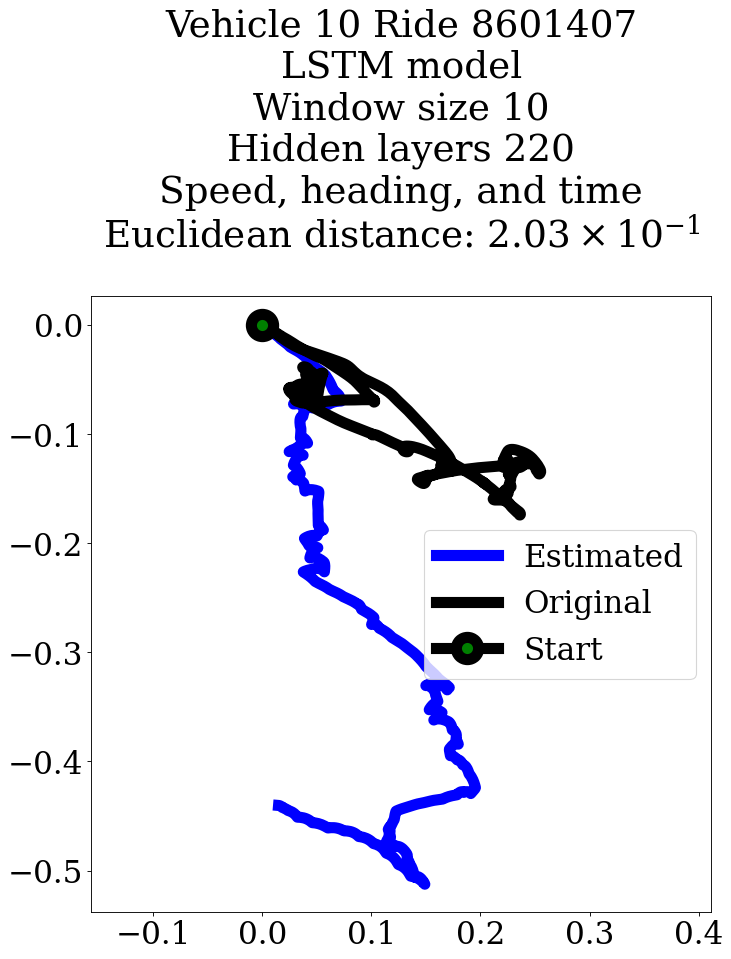 Vehicle 10 Ride 8601407
LSTM model
Window size 10
Hidden layers 220
Speed, heading, and time
Euclidean distance: 2.03 × 10⁻¹
0.0
−0.1
−0.2
−0.3
−0.4
−0.5
Estimated
Original
Start
−0.1 0.0 0.1 0.2 0.3 0.4